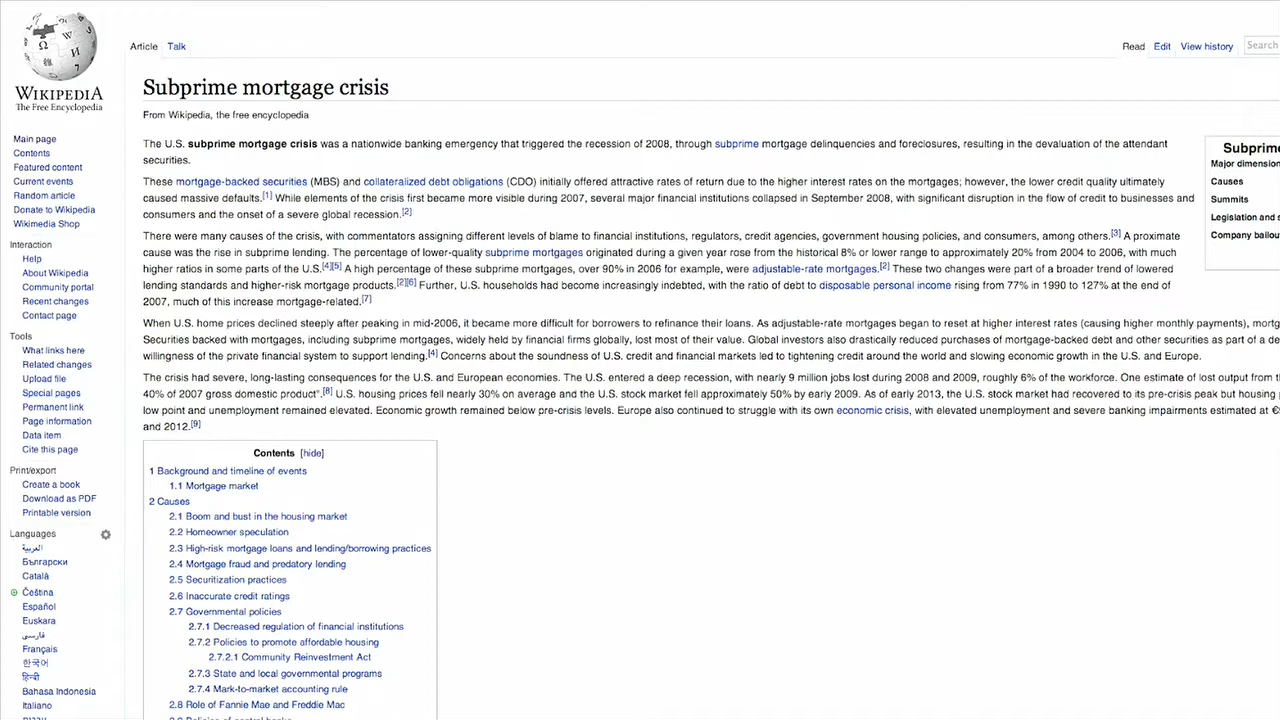 WIKIPEDIA
The Free Encyclopedia
Main page
Contents
Featured content
Current events
Random article
Donate to Wikipedia
Wikimedia Shop
Interaction
Help
About Wikipedia
Community portal
Recent changes
Contact page
Tools
What links here
Related changes
Upload file
Special pages
Permanent link
Page information
Data item
Cite this page
Print/export
Create a book
Download as PDF
Printable version
Languages
العربية
Български
Català
Čeština
Español
Euskara
فارسی
Français
한국어
हिन्दी
Bahasa Indonesia
Italiano
Article Talk
Read Edit View history Search
Subprime mortgage crisis
From Wikipedia, the free encyclopedia
The U.S. subprime mortgage crisis was a nationwide banking emergency that triggered the recession of 2008, through subprime mortgage delinquencies and foreclosures, resulting in the devaluation of the attendant
securities.
These mortgage-backed securities (MBS) and collateralized debt obligations (CDO) initially offered attractive rates of return due to the higher interest rates on the mortgages; however, the lower credit quality ultimately
caused massive defaults.[1] While elements of the crisis first became more visible during 2007, several major financial institutions collapsed in September 2008, with significant disruption in the flow of credit to businesses and
consumers and the onset of a severe global recession.[2]
There were many causes of the crisis, with commentators assigning different levels of blame to financial institutions, regulators, credit agencies, government housing policies, and consumers, among others.[3] A proximate
cause was the rise in subprime lending. The percentage of lower-quality subprime mortgages originated during a given year rose from the historical 8% or lower range to approximately 20% from 2004 to 2006, with much
higher ratios in some parts of the U.S.[4][5] A high percentage of these subprime mortgages, over 90% in 2006 for example, were adjustable-rate mortgages.[2] These two changes were part of a broader trend of lowered
lending standards and higher-risk mortgage products.[2][6] Further, U.S. households had become increasingly indebted, with the ratio of debt to disposable personal income rising from 77% in 1990 to 127% at the end of
2007, much of this increase mortgage-related.[7]
When U.S. home prices declined steeply after peaking in mid-2006, it became more difficult for borrowers to refinance their loans. As adjustable-rate mortgages began to reset at higher interest rates (causing higher monthly payments), mortg
Securities backed with mortgages, including subprime mortgages, widely held by financial firms globally, lost most of their value. Global investors also drastically reduced purchases of mortgage-backed debt and other securities as part of a de
willingness of the private financial system to support lending.[4] Concerns about the soundness of U.S. credit and financial markets led to tightening credit around the world and slowing economic growth in the U.S. and Europe.
The crisis had severe, long-lasting consequences for the U.S. and European economies. The U.S. entered a deep recession, with nearly 9 million jobs lost during 2008 and 2009, roughly 6% of the workforce. One estimate of lost output from t
40% of 2007 gross domestic product".[8] U.S. housing prices fell nearly 30% on average and the U.S. stock market fell approximately 50% by early 2009. As of early 2013, the U.S. stock market had recovered to its pre-crisis peak but housing
low point and unemployment remained elevated. Economic growth remained below pre-crisis levels. Europe also continued to struggle with its own economic crisis, with elevated unemployment and severe banking impairments estimated at €
and 2012.[9]
Subprime
Major dimension
Causes
Summits
Legislation and
Company bailou
Contents [hide]
1 Background and timeline of events
1.1 Mortgage market
2 Causes
2.1 Boom and bust in the housing market
2.2 Homeowner speculation
2.3 High-risk mortgage loans and lending/borrowing practices
2.4 Mortgage fraud and predatory lending
2.5 Securitization practices
2.6 Inaccurate credit ratings
2.7 Governmental policies
2.7.1 Decreased regulation of financial institutions
2.7.2 Policies to promote affordable housing
2.7.2.1 Community Reinvestment Act
2.7.3 State and local governmental programs
2.7.4 Mark-to-market accounting rule
2.8 Role of Fannie Mae and Freddie Mac